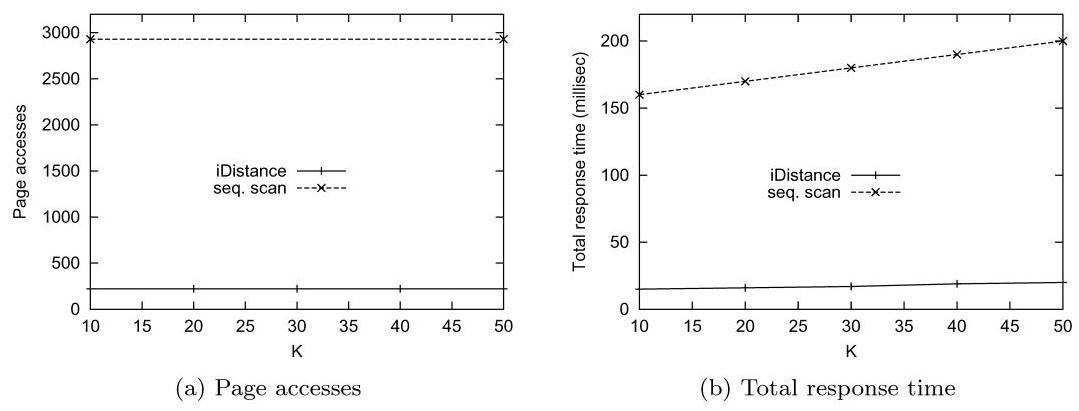 3000
2500
2000
1500
1000
500
0
Page accesses
iDistance
seq. scan
10 15 20 25 30 35 40 45 50
K
(a) Page accesses
200
150
100
50
0
Total response time (millisec)
iDistance
seq. scan
10 15 20 25 30 35 40 45 50
K
(b) Total response time